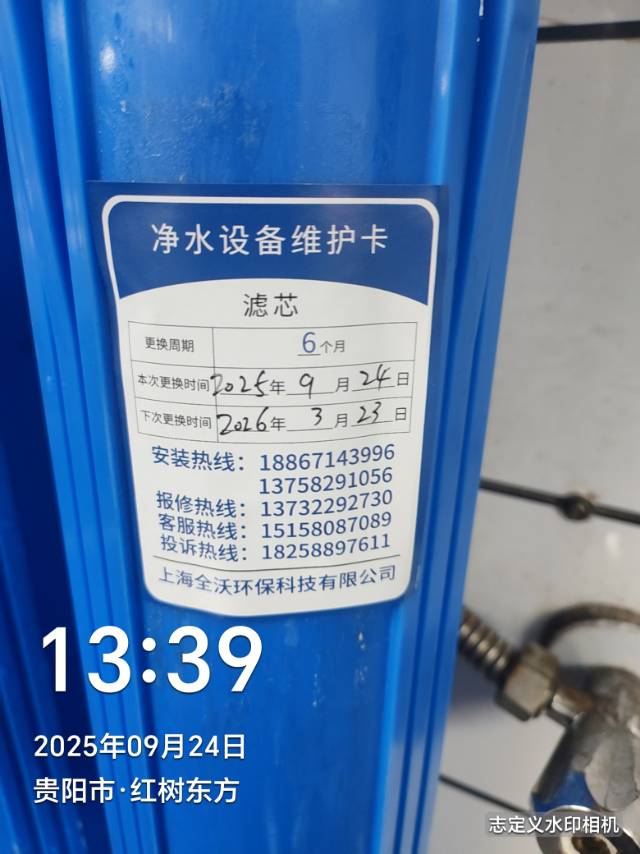 净水设备维护卡
滤芯
更换周期 6个月
本次更换时间 2025年 9 月 24 日
下次更换时间 2026年 3 月 23 日
安装热线：18867143996
13758291056
报修热线：13732292730
客服热线：15158087089
投诉热线：18258897611
上海全沃环保科技有限公司
13:39
2025年09月24日
贵阳市·红树东方
志定义水印相机